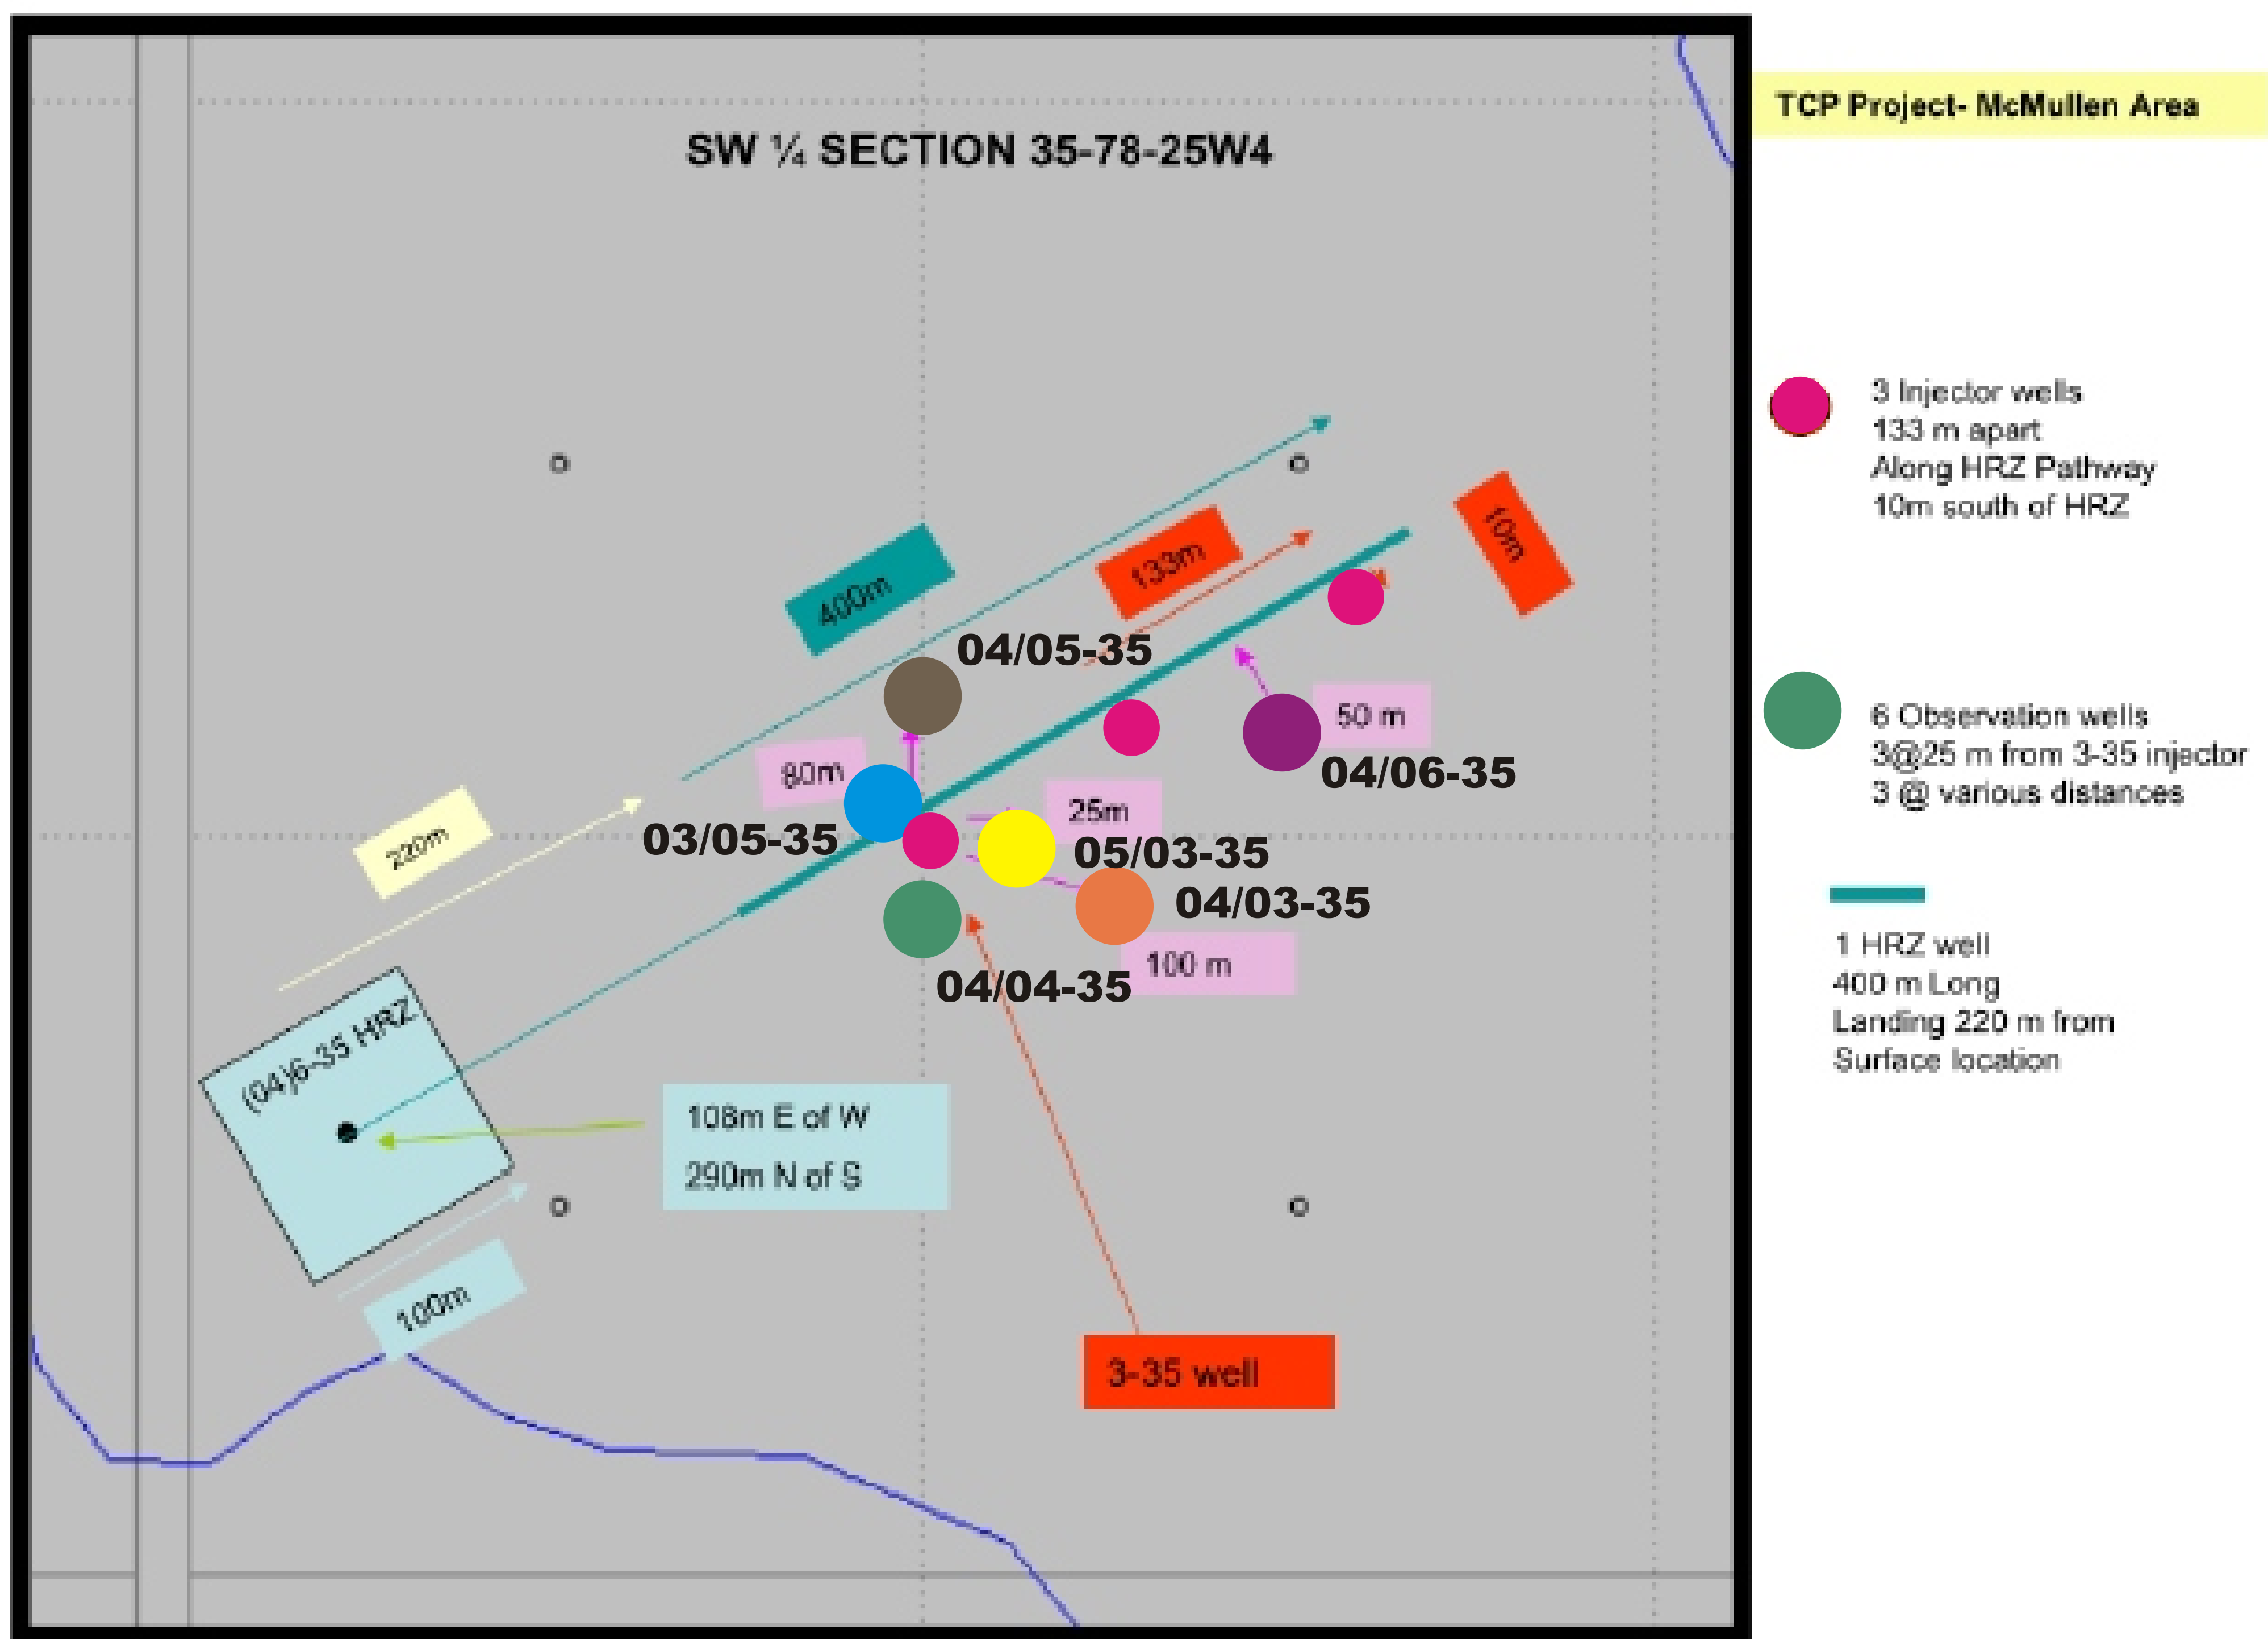 TCP Project- McMullen Area
SW ¼ SECTION 35-78-25W4
3 Injector wells
133 m apart
Along HRZ Pathway
10m south of HRZ
10m
133m
400m
04/05-35
50 m
04/06-35
6 Observation wells
3@25 m from 3-35 injector
3 @ various distances
80m
25m
03/05-35
05/03-35
220m
04/03-35
100 m
04/04-35
1 HRZ well
400 m Long
Landing 220 m from
Surface location
(04)6-35 HRZ
108m E of W
290m N of S
100m
3-35 well